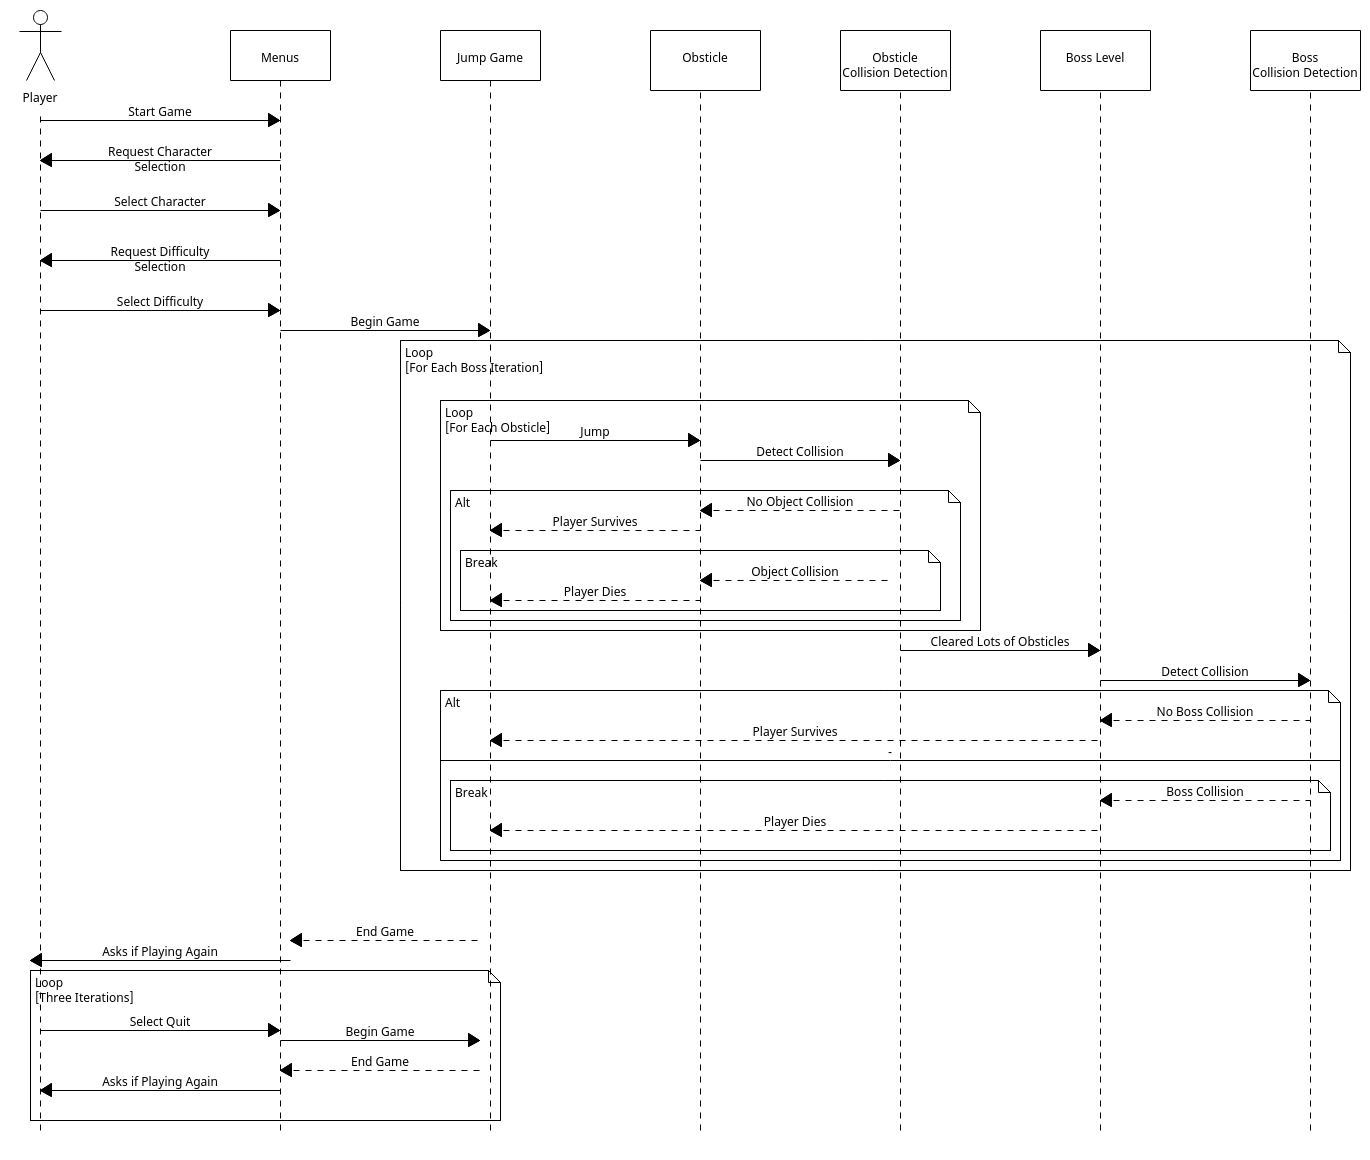 Player
Menus
Jump Game
Obsticle
Obsticle
Collision Detection
Boss Level
Boss
Collision Detection
Start Game
Request Character
Selection
Select Character
Request Difficulty
Selection
Select Difficulty
Begin Game
Loop
[For Each Boss Iteration]
Loop
[For Each Obsticle]
Jump
Detect Collision
Alt
No Object Collision
Player Survives
Break
Object Collision
Player Dies
Cleared Lots of Obsticles
Detect Collision
Alt
No Boss Collision
Player Survives
-
Break
Boss Collision
Player Dies
End Game
Asks if Playing Again
Loop
[Three Iterations]
Select Quit
Begin Game
End Game
Asks if Playing Again